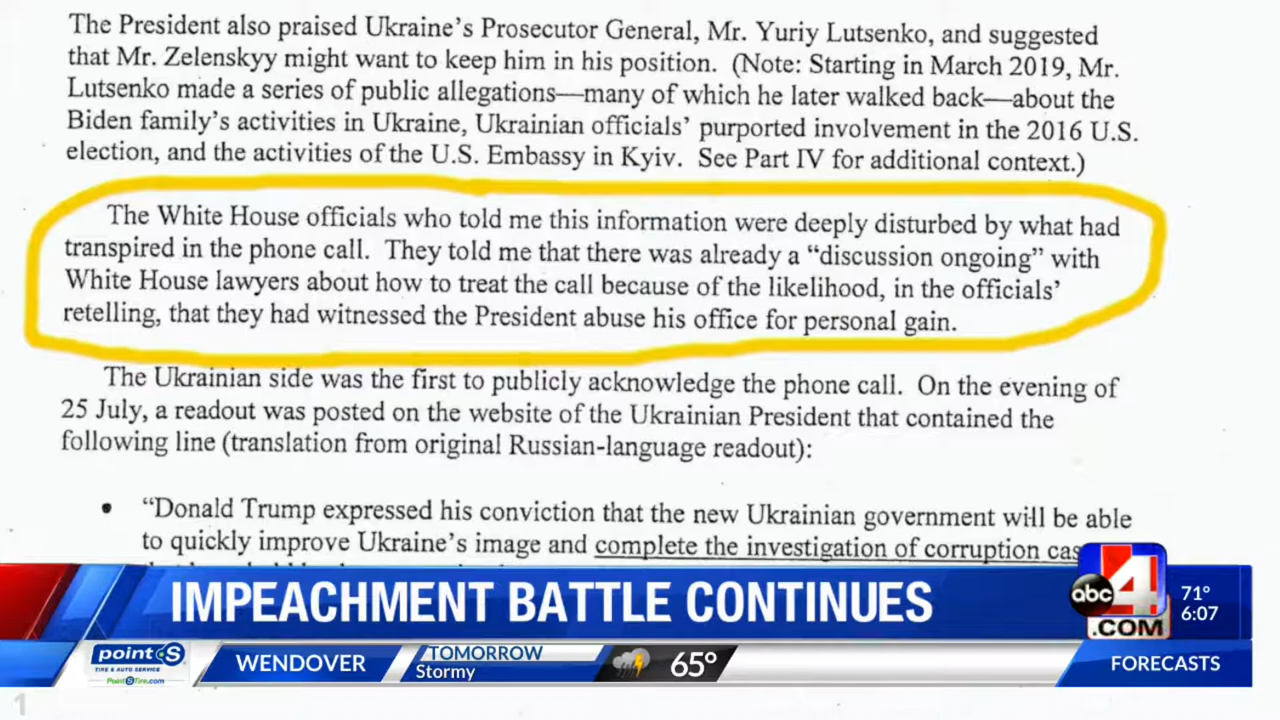 The President also praised Ukraine's Prosecutor General, Mr. Yuriy Lutsenko, and suggested
that Mr. Zelenskyy might want to keep him in his position. (Note: Starting in March 2019, Mr.
Lutsenko made a series of public allegations—many of which he later walked back—about the
Biden family's activities in Ukraine, Ukrainian officials' purported involvement in the 2016 U.S.
election, and the activities of the U.S. Embassy in Kyiv. See Part IV for additional context.)
The White House officials who told me this information were deeply disturbed by what had
transpired in the phone call. They told me that there was already a “discussion ongoing” with
White House lawyers about how to treat the call because of the likelihood, in the officials'
retelling, that they had witnessed the President abuse his office for personal gain.
The Ukrainian side was the first to publicly acknowledge the phone call. On the evening of
25 July, a readout was posted on the website of the Ukrainian President that contained the
following line (translation from original Russian-language readout):
• “Donald Trump expressed his conviction that the new Ukrainian government will be able
to quickly improve Ukraine's image and complete the investigation of corruption cas
IMPEACHMENT BATTLE CONTINUES
abc 4
.COM
71°
6:07
point S
TIRE & AUTO SERVICE
PointSTire.com
WENDOVER
TOMORROW
Stormy
65°
FORECASTS
1